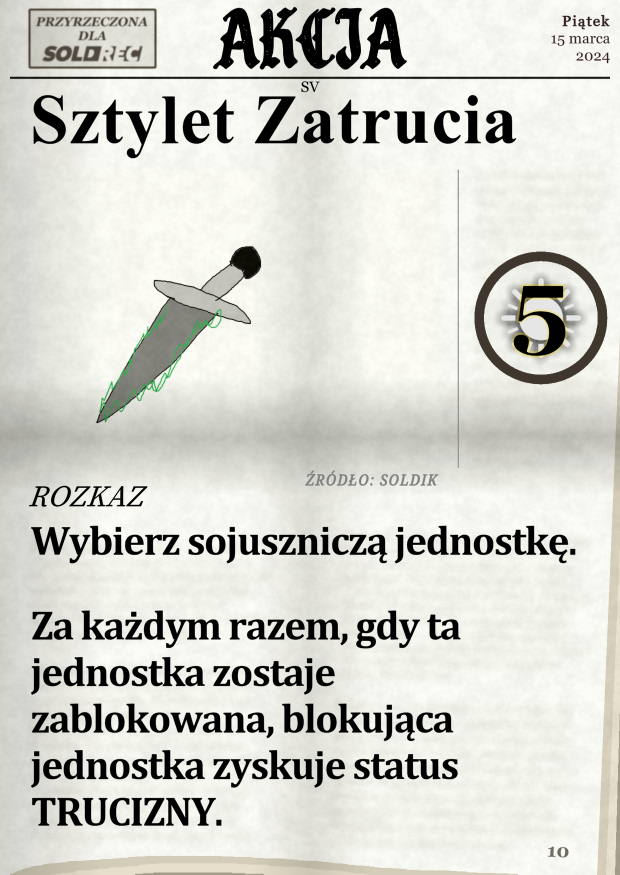 PRZYRZECZONA
DLA
SOLDREC
AKCJA
Piątek
15 marca
2024
SV
Sztylet Zatrucia
5
ŹRÓDŁO: SOLDIK
ROZKAZ
Wybierz sojuszniczą jednostkę.
Za każdym razem, gdy ta
jednostka zostaje
zablokowana, blokująca
jednostka zyskuje status
TRUCIZNY.
10